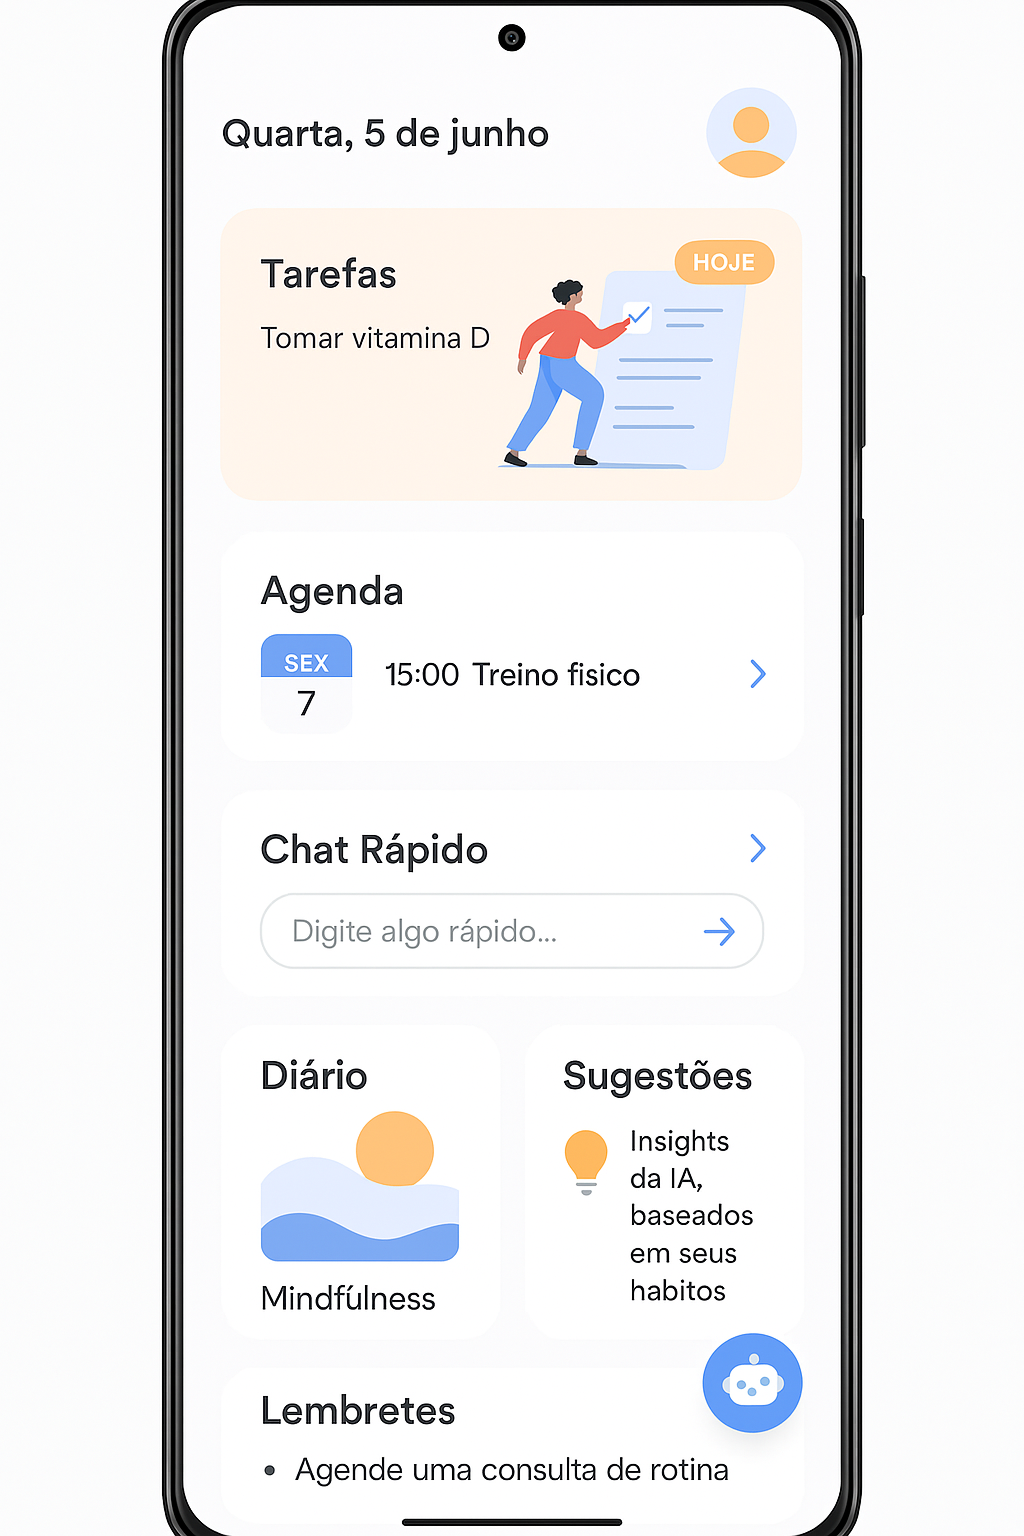 Quarta, 5 de junho
Tarefas
HOJE
Tomar vitamina D
Agenda
SEX
7
15:00 Treino fisico
Chat Rápido
Digite algo rápido...
Diário
Mindfúlness
Sugestões
Insights
da IA,
baseados
em seus
habitos
Lembretes
• Agende uma consulta de rotina